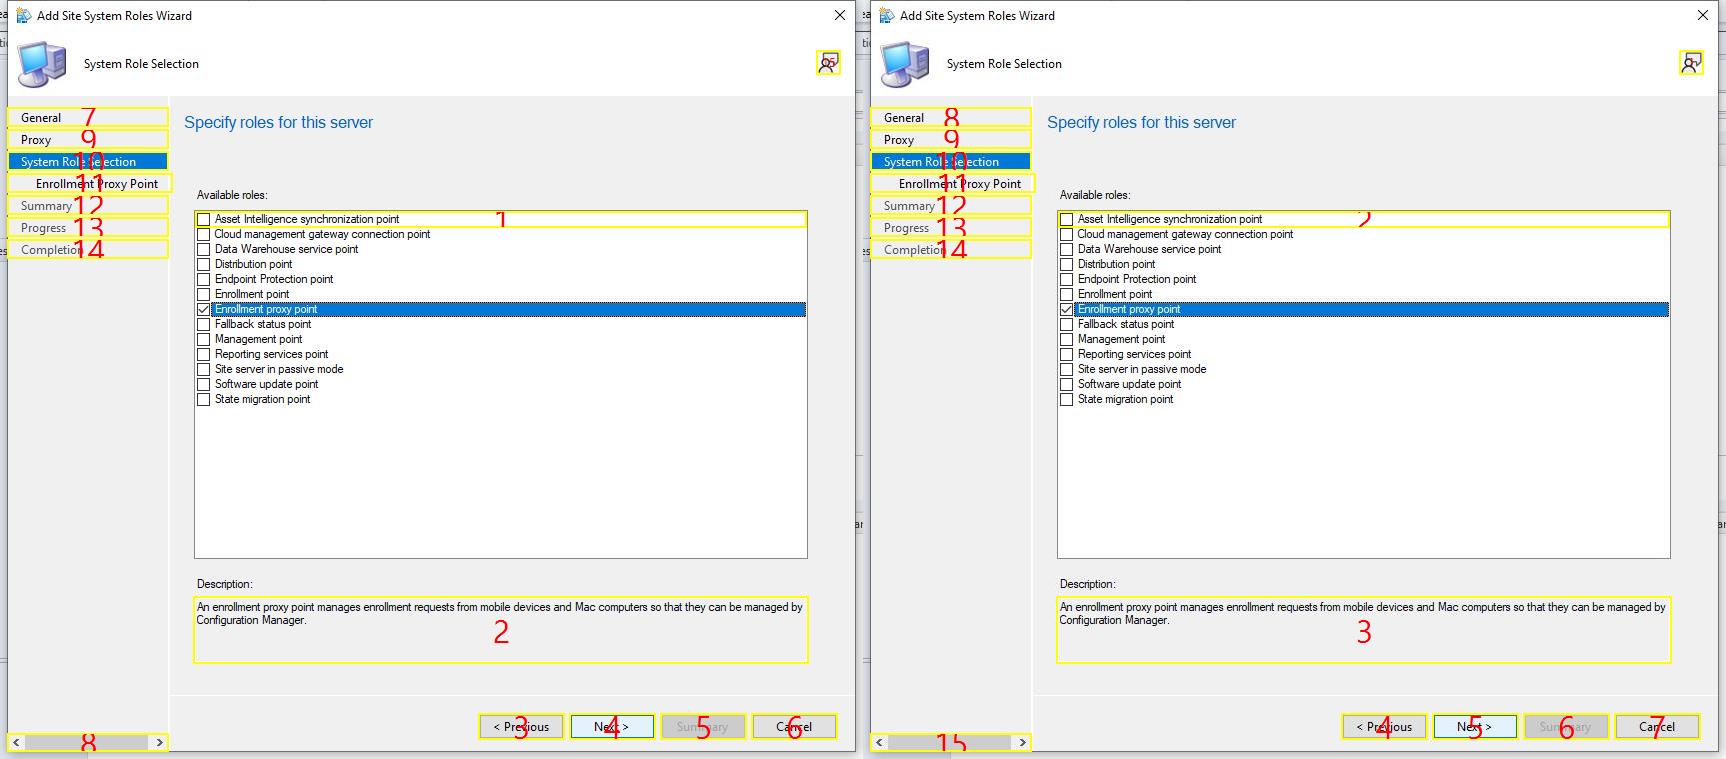 Add Site System Roles Wizard
System Role Selection
15
General 7
Proxy 9
System Role Selection 10
Enrollment Proxy Point 11
Summary 12
Progress 13
Completion 14
8
Specify roles for this server
Available roles:
Asset Intelligence synchronization point 1
Cloud management gateway connection point
Data Warehouse service point
Distribution point
Endpoint Protection point
Enrollment point
Enrollment proxy point
Fallback status point
Management point
Reporting services point
Site server in passive mode
Software update point
State migration point
Description:
An enrollment proxy point manages enrollment requests from mobile devices and Mac computers so that they can be managed by
Configuration Manager.
2
< Previous 3
Next > 4
Summary 5
Cancel 6
Add Site System Roles Wizard
System Role Selection
General 8
Proxy 9
System Role Selection 10
Enrollment Proxy Point 11
Summary 12
Progress 13
Completion 14
15
Specify roles for this server
Available roles:
Asset Intelligence synchronization point 2
Cloud management gateway connection point
Data Warehouse service point
Distribution point
Endpoint Protection point
Enrollment point
Enrollment proxy point
Fallback status point
Management point
Reporting services point
Site server in passive mode
Software update point
State migration point
Description:
An enrollment proxy point manages enrollment requests from mobile devices and Mac computers so that they can be managed by
Configuration Manager.
3
< Previous 4
Next > 5
Summary 6
Cancel 7